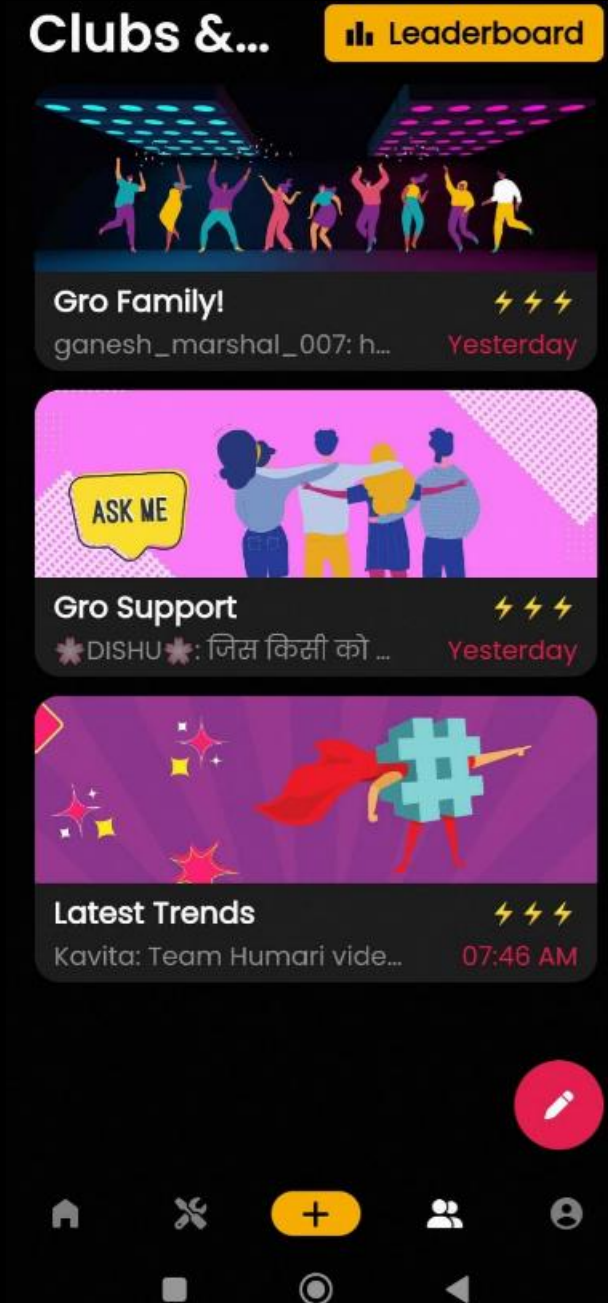 Clubs &...
Leaderboard
Gro Family!
ganesh_marshal_007: h...
Yesterday
ASK ME
Gro Support
🌸DISHU🌸: जिस किसी को ...
Yesterday
Latest Trends
Kavita: Team Humari vide...
07:46 AM